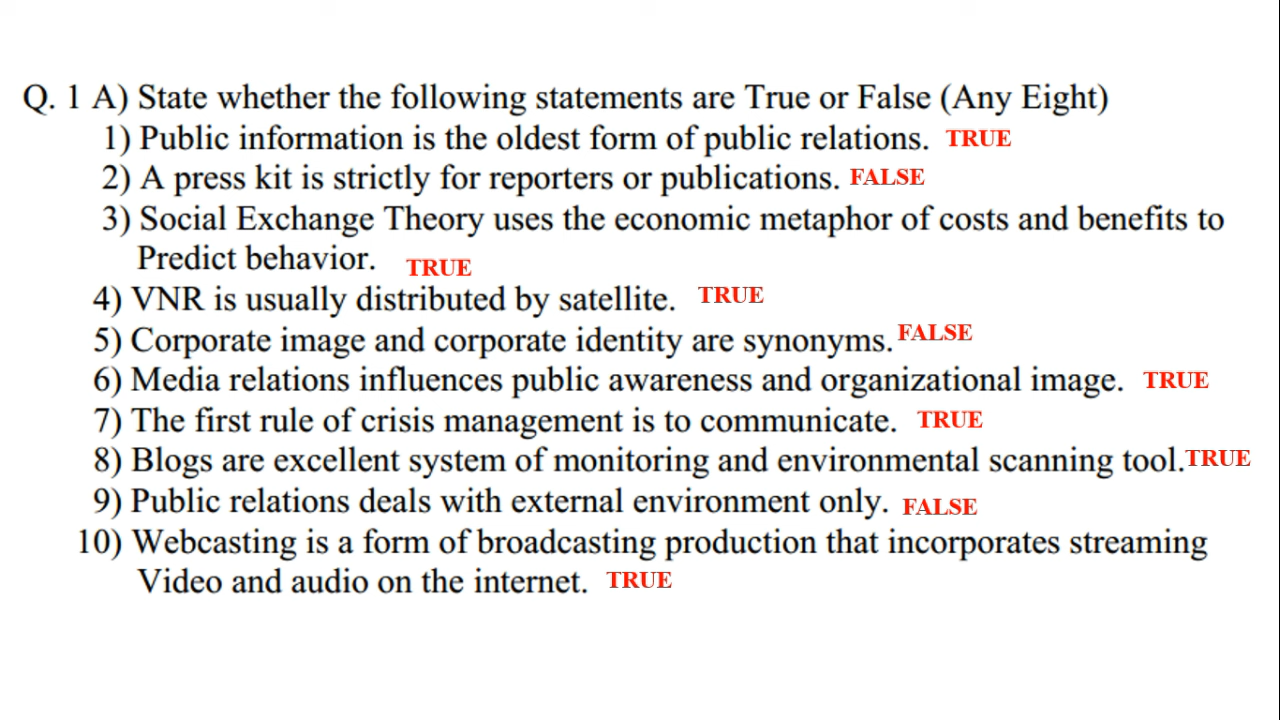 Q. 1 A) State whether the following statements are True or False (Any Eight)
1) Public information is the oldest form of public relations. TRUE
2) A press kit is strictly for reporters or publications. FALSE
3) Social Exchange Theory uses the economic metaphor of costs and benefits to
Predict behavior. TRUE
4) VNR is usually distributed by satellite. TRUE
5) Corporate image and corporate identity are synonyms. FALSE
6) Media relations influences public awareness and organizational image. TRUE
7) The first rule of crisis management is to communicate. TRUE
8) Blogs are excellent system of monitoring and environmental scanning tool. TRUE
9) Public relations deals with external environment only. FALSE
10) Webcasting is a form of broadcasting production that incorporates streaming
Video and audio on the internet. TRUE